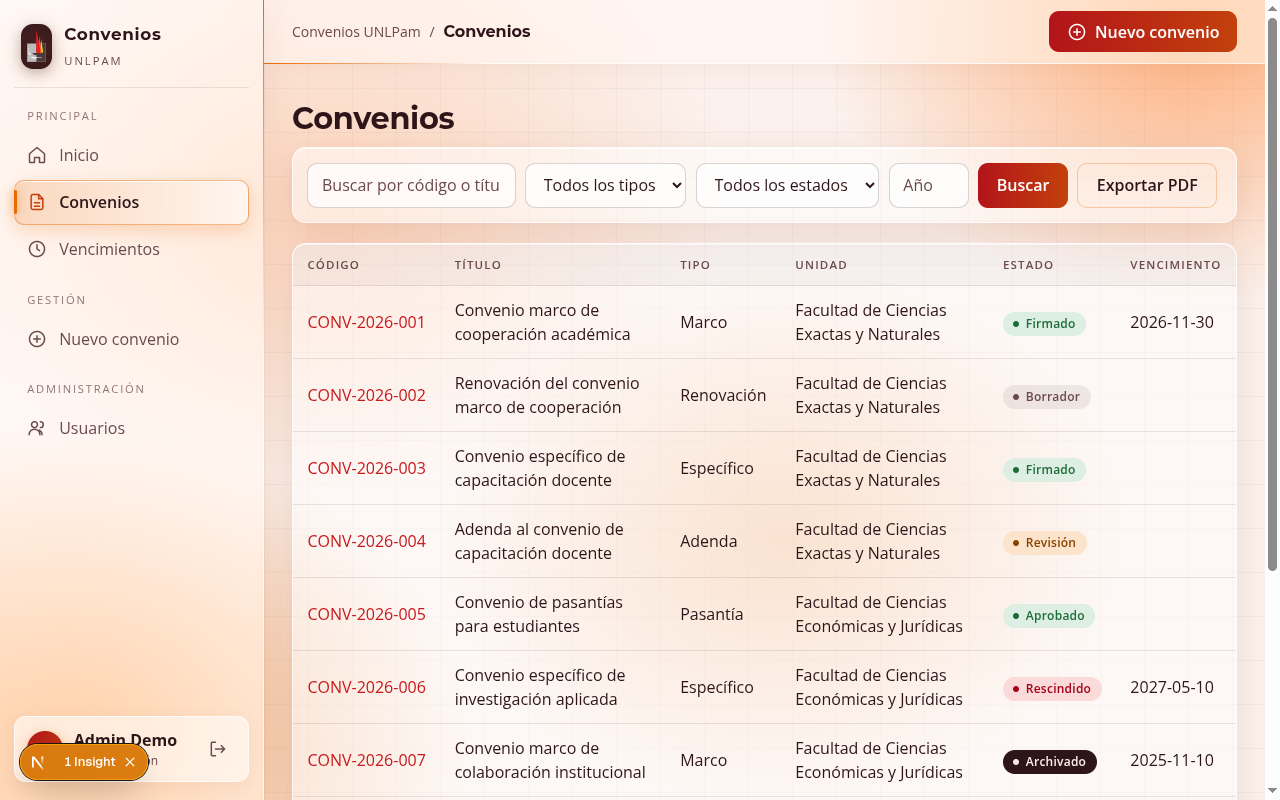 Convenios
UNLPAM
PRINCIPAL
Inicio
Convenios
Vencimientos
GESTIÓN
Nuevo convenio
ADMINISTRACIÓN
Usuarios
Admin Demo
1 Insight
Convenios UNLPam / Convenios
Nuevo convenio
Convenios
Buscar por código o títu
Todos los tipos
Todos los estados
Año
Buscar
Exportar PDF
CÓDIGO TÍTULO TIPO UNIDAD ESTADO VENCIMIENTO
CONV-2026-001 Convenio marco de cooperación académica Marco Facultad de Ciencias Exactas y Naturales Firmado 2026-11-30
CONV-2026-002 Renovación del convenio marco de cooperación Renovación Facultad de Ciencias Exactas y Naturales Borrador
CONV-2026-003 Convenio específico de capacitación docente Específico Facultad de Ciencias Exactas y Naturales Firmado
CONV-2026-004 Adenda al convenio de capacitación docente Adenda Facultad de Ciencias Exactas y Naturales Revisión
CONV-2026-005 Convenio de pasantías para estudiantes Pasantía Facultad de Ciencias Económicas y Jurídicas Aprobado
CONV-2026-006 Convenio específico de investigación aplicada Específico Facultad de Ciencias Económicas y Jurídicas Rescindido 2027-05-10
CONV-2026-007 Convenio marco de colaboración institucional Marco Facultad de Ciencias Económicas y Jurídicas Archivado 2025-11-10